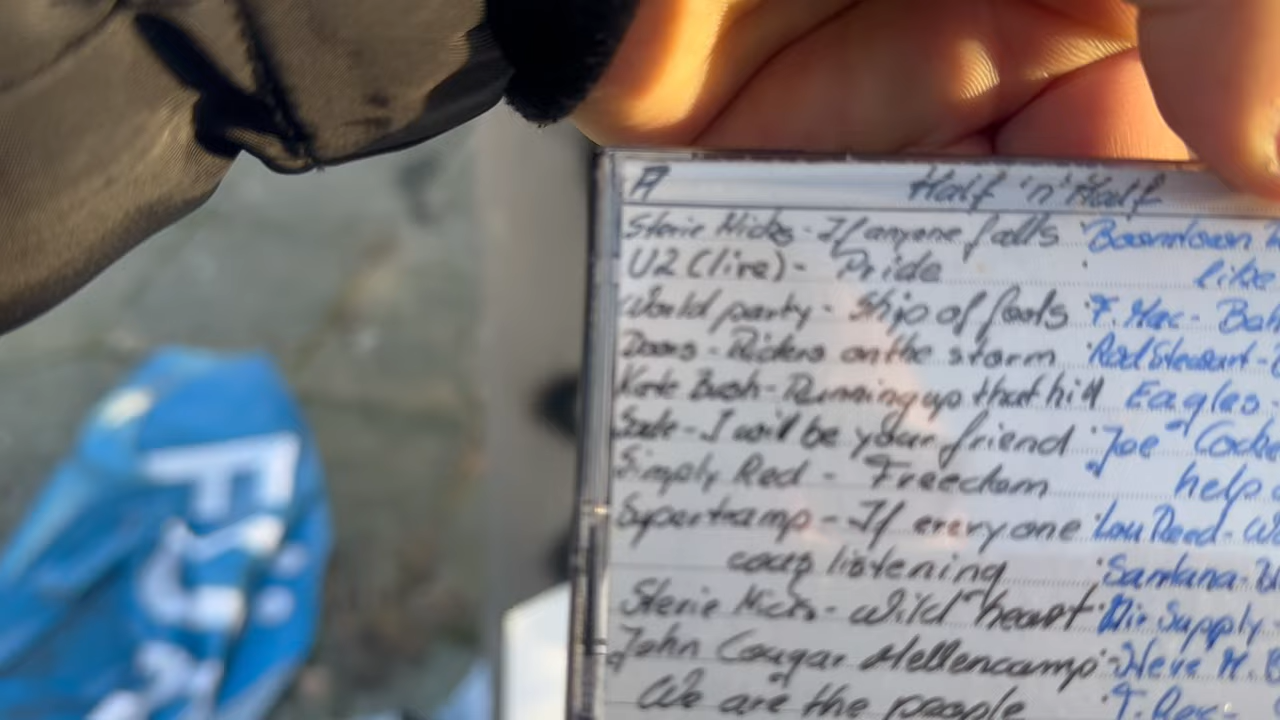 A Half 'n' Half
Stevie Nicks - If anyone falls
U2 (live) - Pride
World party - Ship of fools
Doors - Riders on the storm
Kate Bush - Running up that hill
Sade - I will be your friend
Simply Red - Freedom
Supertramp - If everyone
listening
Stevie Nicks - Wild heart
John Cougar Mellencamp
We are the people
Boomtown
like
F. Mac -
Rod Stewart -
Eagles -
Joe
help
Lou Reed -
Santana -
Air Supply -
FÜR